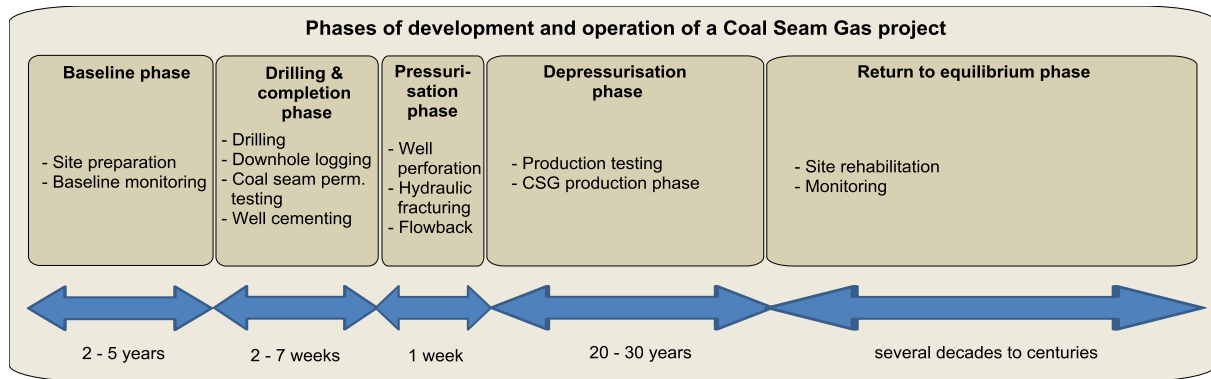 Phases of development and operation of a Coal Seam Gas project
Baseline phase
- Site preparation
- Baseline monitoring
Drilling &
completion
phase
- Drilling
- Downhole logging
- Coal seam perm.
testing
- Well cementing
Pressuri-
sation
phase
- Well
perforation
- Hydraulic
fracturing
- Flowback
Depressurisation
phase
- Production testing
- CSG production phase
Return to equilibrium phase
- Site rehabilitation
- Monitoring
2 - 5 years
2 - 7 weeks
1 week
20 - 30 years
several decades to centuries